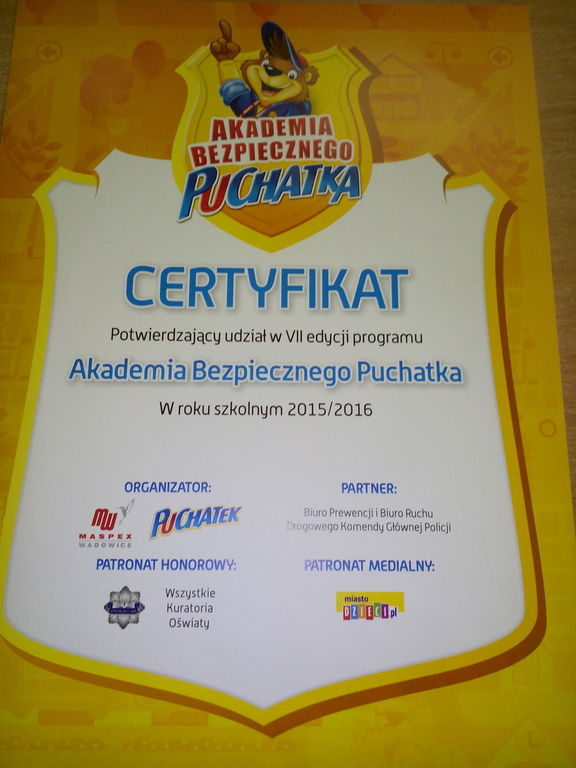 AKADEMIA
BEZPIECZNEGO
PUCHATKA
CERTYFIKAT
Potwierdzający udział w VII edycji programu
Akademia Bezpiecznego Puchatka
W roku szkolnym 2015/2016
ORGANIZATOR:
MASPEX
WADOWICE
PUCHATEK
PARTNER:
Biuro Prewencji i Biuro Ruchu
Drogowego Komendy Głównej Policji
PATRONAT HONOROWY:
Wszystkie
Kuratoria
Oświaty
PATRONAT MEDIALNY:
miasto
DZIECI.pl